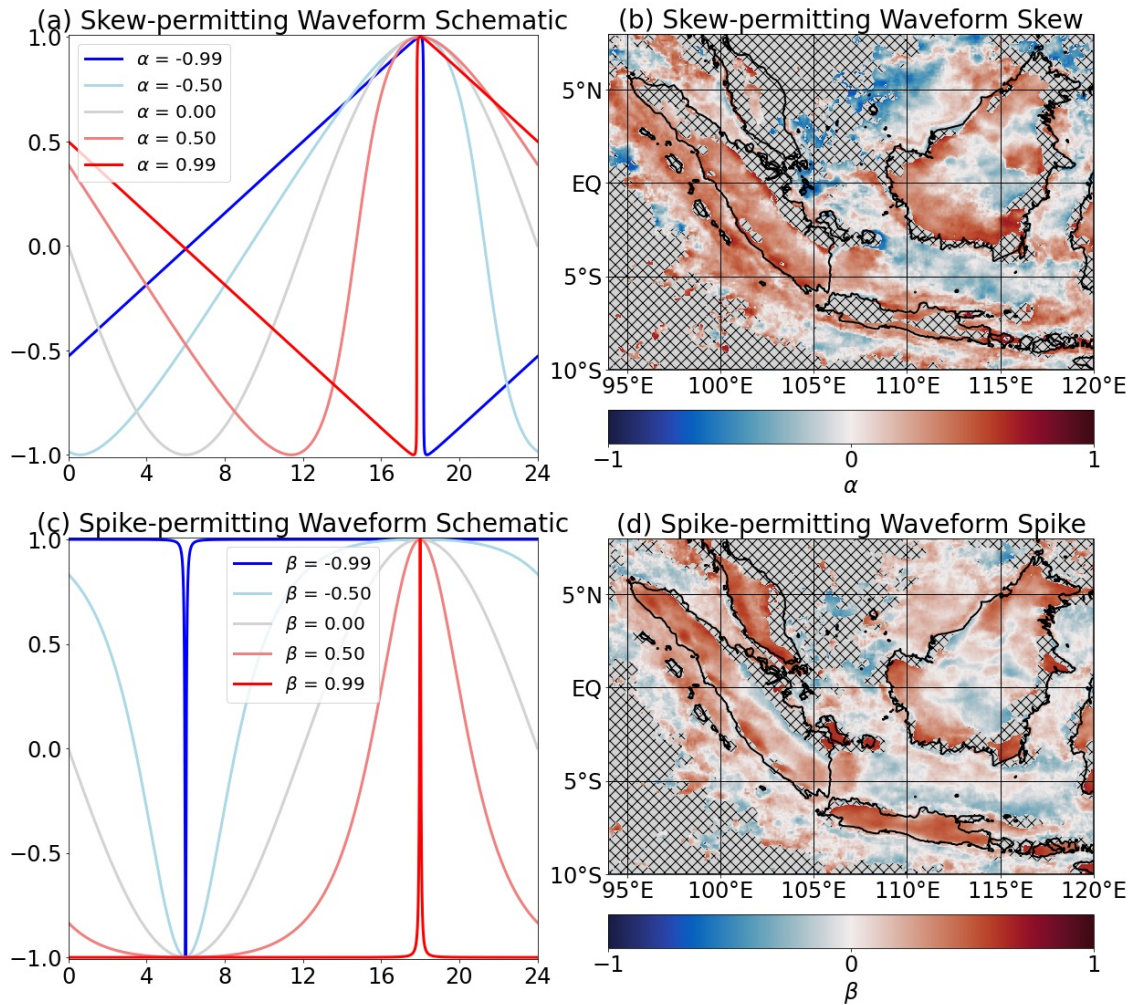 (a) Skew-permitting Waveform Schematic
1.0
0.5
0.0
−0.5
−1.0
α = -0.99
α = -0.50
α = 0.00
α = 0.50
α = 0.99
0 4 8 12 16 20 24
(b) Skew-permitting Waveform Skew
5°N
EQ
5°S
10°S
95°E 100°E 105°E 110°E 115°E 120°E
−1 0 1
α
(c) Spike-permitting Waveform Schematic
1.0
0.5
0.0
−0.5
−1.0
β = -0.99
β = -0.50
β = 0.00
β = 0.50
β = 0.99
0 4 8 12 16 20 24
(d) Spike-permitting Waveform Spike
5°N
EQ
5°S
10°S
95°E 100°E 105°E 110°E 115°E 120°E
−1 0 1
β